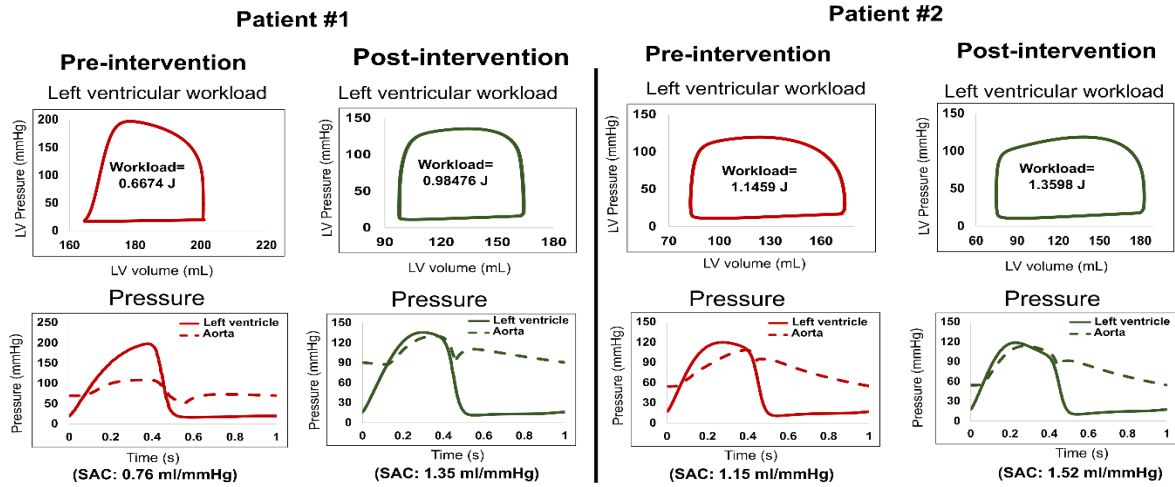 Patient #1
Patient #2
Pre-intervention
Post-intervention
Pre-intervention
Post-intervention
Left ventricular workload
Left ventricular workload
Left ventricular workload
Left ventricular workload
LV Pressure (mmHg)
200
150
100
50
0
Workload=
0.6674 J
160 180 200 220
LV volume (mL)
LV Pressure (mmHg)
150
100
50
0
Workload=
0.98476 J
90 120 150 180
LV volume (mL)
LV Pressure (mmHg)
150
100
50
0
Workload=
1.1459 J
70 100 130 160
LV volume (mL)
LV Pressure (mmHg)
150
100
50
0
Workload=
1.3598 J
60 90 120 150 180
LV volume (mL)
Pressure
Pressure (mmHg)
250
200
150
100
50
0
Left ventricle
Aorta
0 0.2 0.4 0.6 0.8 1
Time (s)
(SAC: 0.76 ml/mmHg)
Pressure
Pressure (mmHg)
150
120
90
60
30
0
Left ventricle
Aorta
0 0.2 0.4 0.6 0.8 1
Time (s)
(SAC: 1.35 ml/mmHg)
Pressure
Pressure (mmHg)
150
120
90
60
30
0
Left ventricle
Aorta
0 0.2 0.4 0.6 0.8 1
Time (s)
(SAC: 1.15 ml/mmHg)
Pressure
Pressure (mmHg)
150
120
90
60
30
0
Left ventricle
Aorta
0 0.2 0.4 0.6 0.8 1
Time (s)
(SAC: 1.52 ml/mmHg)